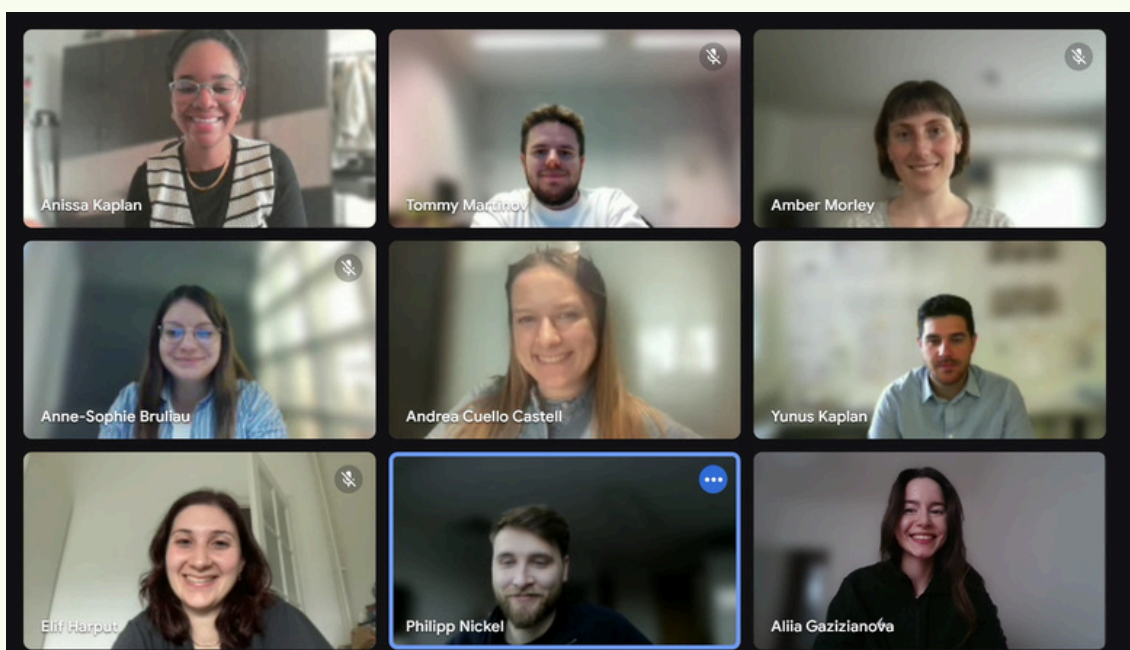 Anissa Kaplan
Tommy Martinov
Amber Morley
Anne-Sophie Bruliau
Andrea Cuello Castell
Yunus Kaplan
Elif Harput
Philipp Nickel
Aliia Gazizianova